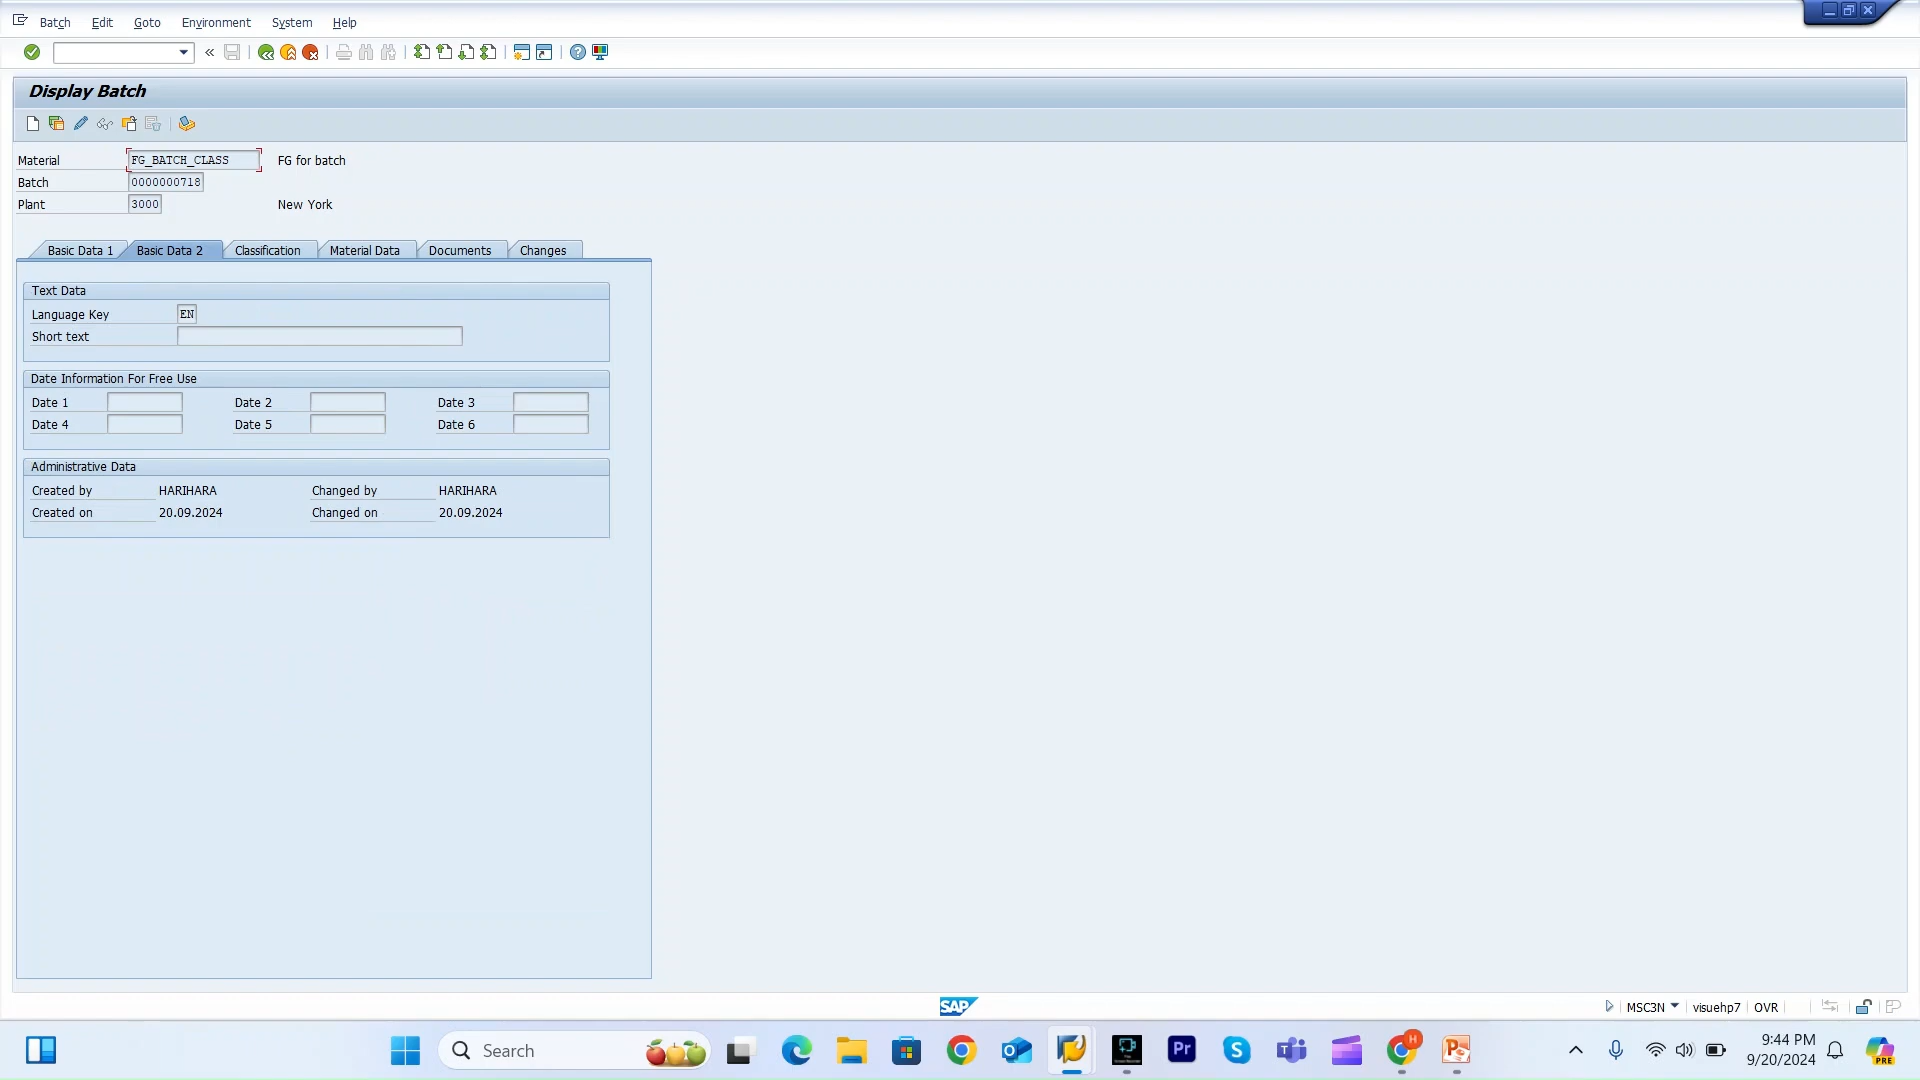 Batch Edit Goto Environment System Help
Display Batch
Material FG_BATCH_CLASS FG for batch
Batch 0000000718
Plant 3000 New York
Basic Data 1 Basic Data 2 Classification Material Data Documents Changes
Text Data
Language Key EN
Short text
Date Information For Free Use
Date 1 Date 2 Date 3
Date 4 Date 5 Date 6
Administrative Data
Created by HARIHARA Changed by HARIHARA
Created on 20.09.2024 Changed on 20.09.2024
SAP MSC3N visuehp7 OVR
Search Pr H 9:44 PM
9/20/2024 PRE